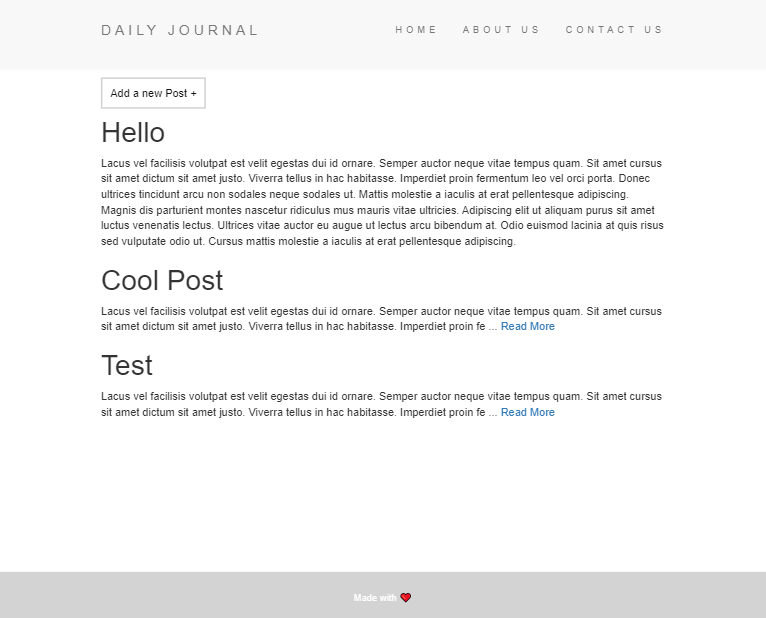 DAILY JOURNAL HOME ABOUT US CONTACT US
Add a new Post +
Hello
Lacus vel facilisis volutpat est velit egestas dui id ornare. Semper auctor neque vitae tempus quam. Sit amet cursus
sit amet dictum sit amet justo. Viverra tellus in hac habitasse. Imperdiet proin fermentum leo vel orci porta. Donec
ultrices tincidunt arcu non sodales neque sodales ut. Mattis molestie a iaculis at erat pellentesque adipiscing.
Magnis dis parturient montes nascetur ridiculus mus mauris vitae ultricies. Adipiscing elit ut aliquam purus sit amet
luctus venenatis lectus. Ultrices vitae auctor eu augue ut lectus arcu bibendum at. Odio euismod lacinia at quis risus
sed vulputate odio ut. Cursus mattis molestie a iaculis at erat pellentesque adipiscing.
Cool Post
Lacus vel facilisis volutpat est velit egestas dui id ornare. Semper auctor neque vitae tempus quam. Sit amet cursus
sit amet dictum sit amet justo. Viverra tellus in hac habitasse. Imperdiet proin fe ... Read More
Test
Lacus vel facilisis volutpat est velit egestas dui id ornare. Semper auctor neque vitae tempus quam. Sit amet cursus
sit amet dictum sit amet justo. Viverra tellus in hac habitasse. Imperdiet proin fe ... Read More
Made with ❤️